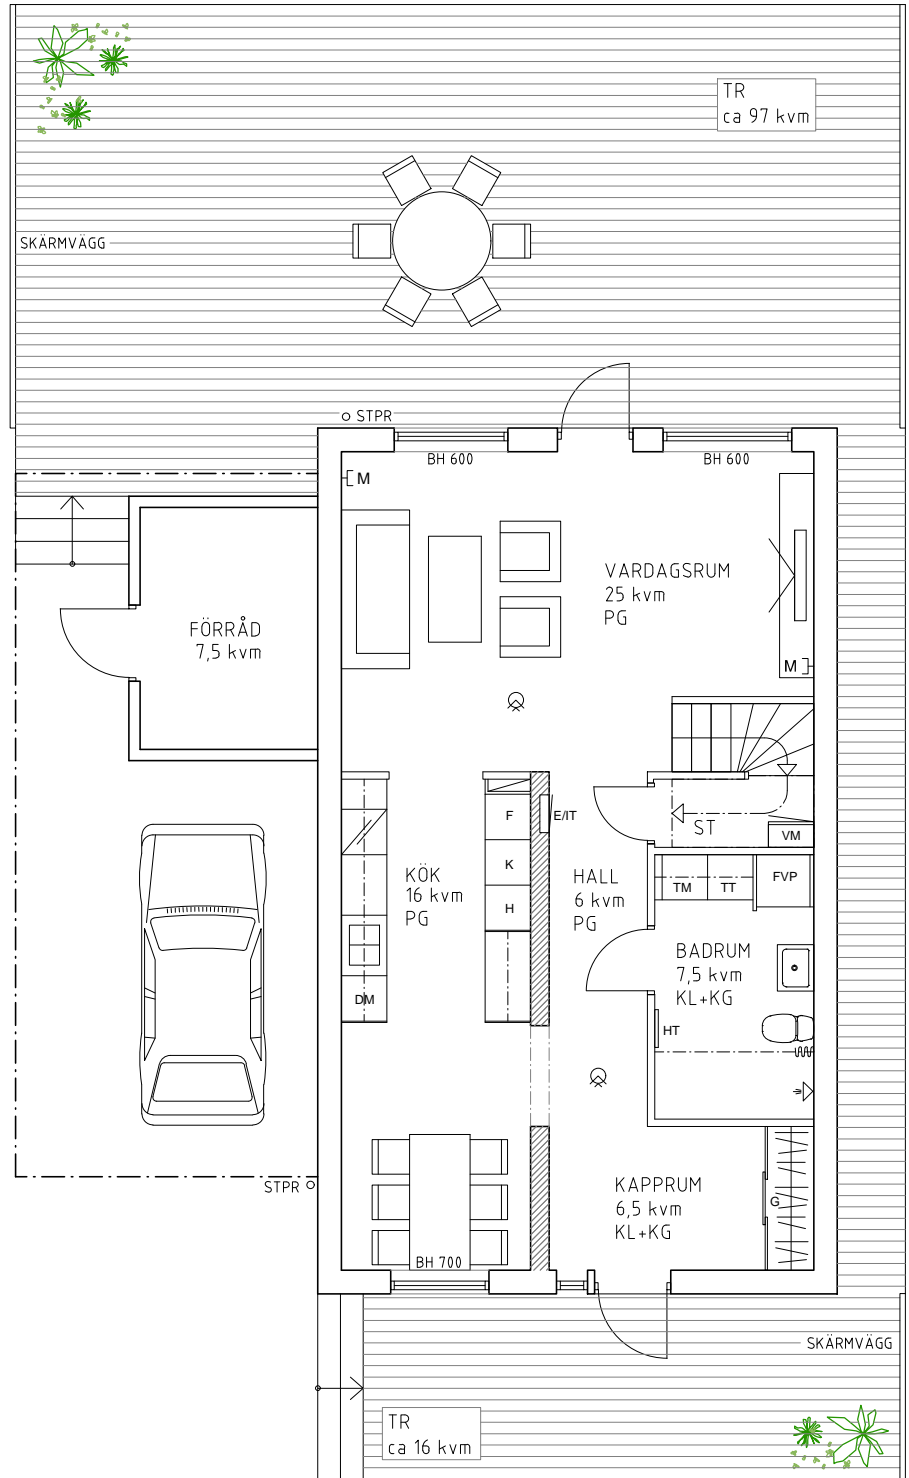 TR
ca 97 kvm
SKÄRMVÄGG
STPR
BH 600
BH 600
M
VARDAGSRUM
25 kvm
PG
FÖRRÅD
7,5 kvm
M
F
E/IT
ST
VM
KÖK
16 kvm
PG
K
H
HALL
6 kvm
PG
TM
TT
FVP
BADRUM
7,5 kvm
KL+KG
DM
HT
STPR
KAPPRUM
6,5 kvm
KL+KG
G
BH 700
SKÄRMVÄGG
TR
ca 16 kvm